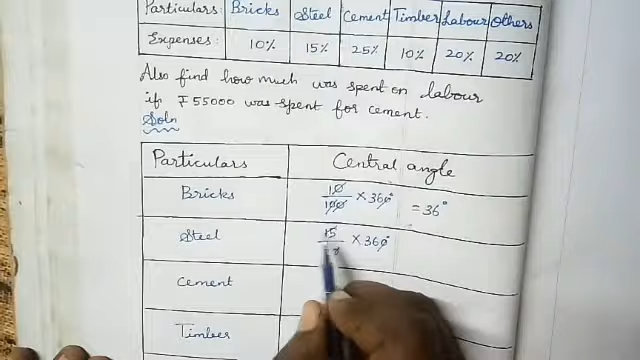 Particulars: Bricks Steel Cement Timber Labour Others
Expenses: 10% 15% 25% 10% 20% 20%
Also find how much was spent on labour
if ₹55000 was spent for cement.
Soln
Particulars Central angle
Bricks 10/100 × 360° = 36°
Steel 15/ × 360°
Cement
Timber